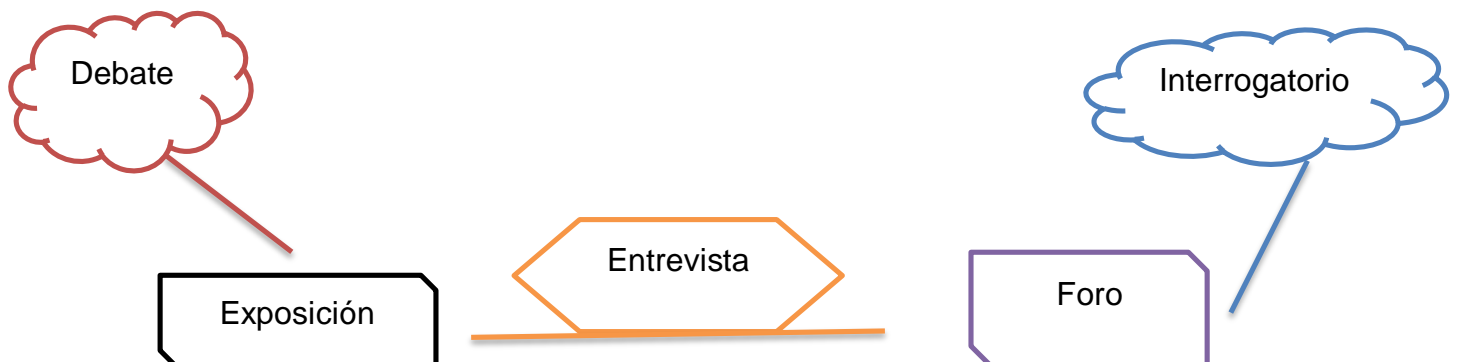 Debate
Interrogatorio
Entrevista
Exposición
Foro